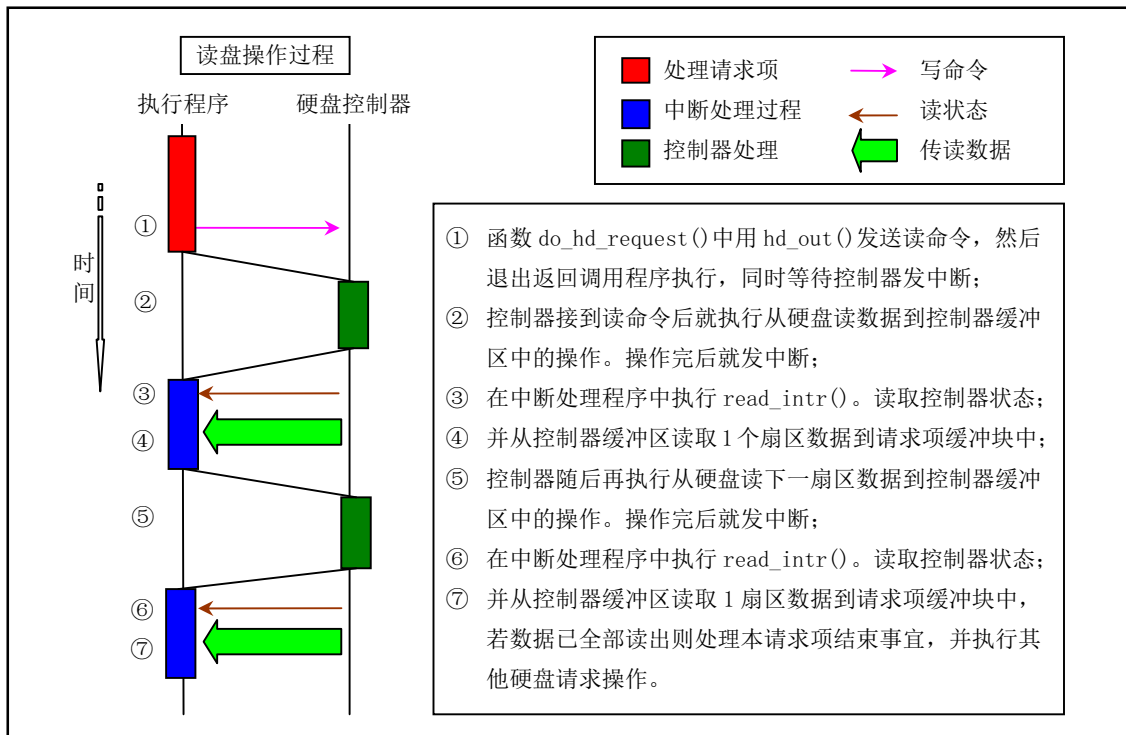 读盘操作过程
执行程序
硬盘控制器
处理请求项
写命令
中断处理过程
读状态
控制器处理
传读数据
时
间
①
②
③
④
⑤
⑥
⑦
① 函数 do_hd_request()中用 hd_out()发送读命令，然后
退出返回调用程序执行，同时等待控制器发中断；
② 控制器接到读命令后就执行从硬盘读数据到控制器缓冲
区中的操作。操作完后就发中断；
③ 在中断处理程序中执行 read_intr()。读取控制器状态；
④ 并从控制器缓冲区读取 1 个扇区数据到请求项缓冲块中；
⑤ 控制器随后再执行从硬盘读下一扇区数据到控制器缓冲
区中的操作。操作完后就发中断；
⑥ 在中断处理程序中执行 read_intr()。读取控制器状态；
⑦ 并从控制器缓冲区读取 1 扇区数据到请求项缓冲块中，
若数据已全部读出则处理本请求项结束事宜，并执行其
他硬盘请求操作。